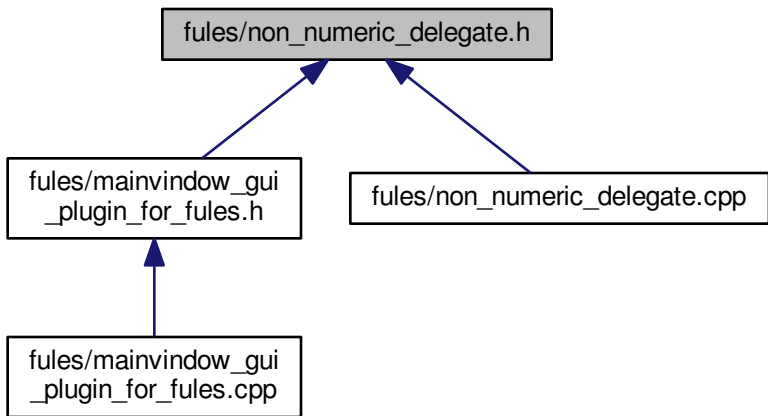 fules/non_numeric_delegate.h
fules/mainvindow_gui
_plugin_for_fules.h
fules/non_numeric_delegate.cpp
fules/mainvindow_gui
_plugin_for_fules.cpp